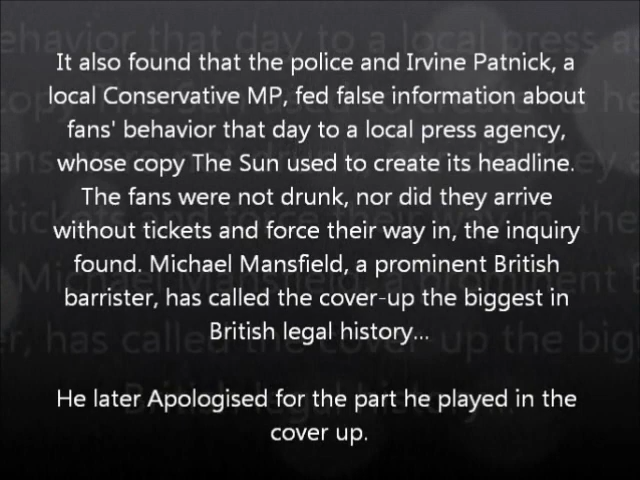 It also found that the police and Irvine Patnick, a
local Conservative MP, fed false information about
fans' behavior that day to a local press agency,
whose copy The Sun used to create its headline.
The fans were not drunk, nor did they arrive
without tickets and force their way in, the inquiry
found. Michael Mansfield, a prominent British
barrister, has called the cover-up the biggest in
British legal history...
He later Apologised for the part he played in the
cover up.